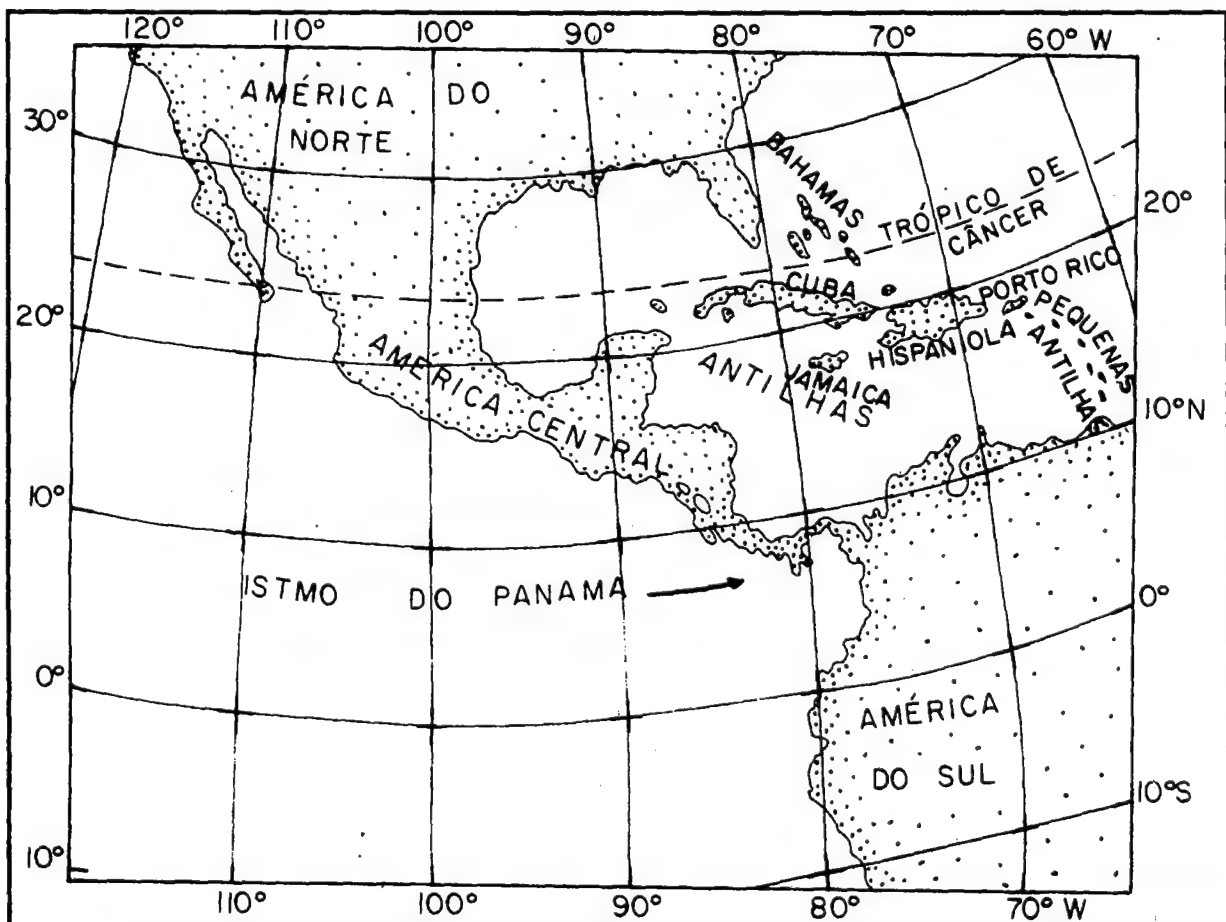 120° 110° 100° 90° 80° 70° 60° W
AMÉRICA DO
NORTE
30°
BAHAMAS
TRÓPICO DE
CÂNCER
20°
CUBA
PORTO RICO
20°
AMÉRICA CENTRAL
ANTILHAS
JAMAICA
HISPANIOLA
PEQUENAS
ANTILHAS
10°N
10°
ISTMO DO PANAMÁ
0°
0°
AMÉRICA
DO SUL
10°S
10°
110° 100° 90° 80° 70° W